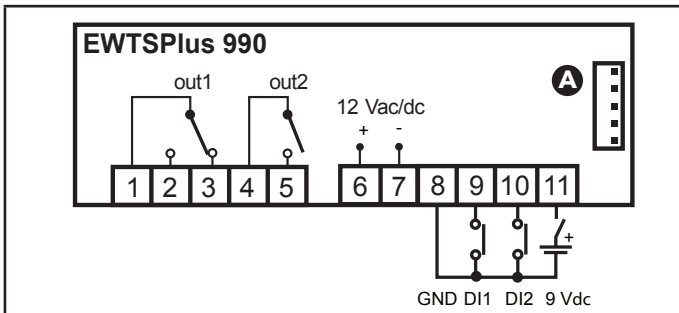 EWTSPlus 990
out1 out2
12 Vac/dc
A
+ -
1 2 3 4 5 6 7 8 9 10 11
+
GND DI1 DI2 9 Vdc